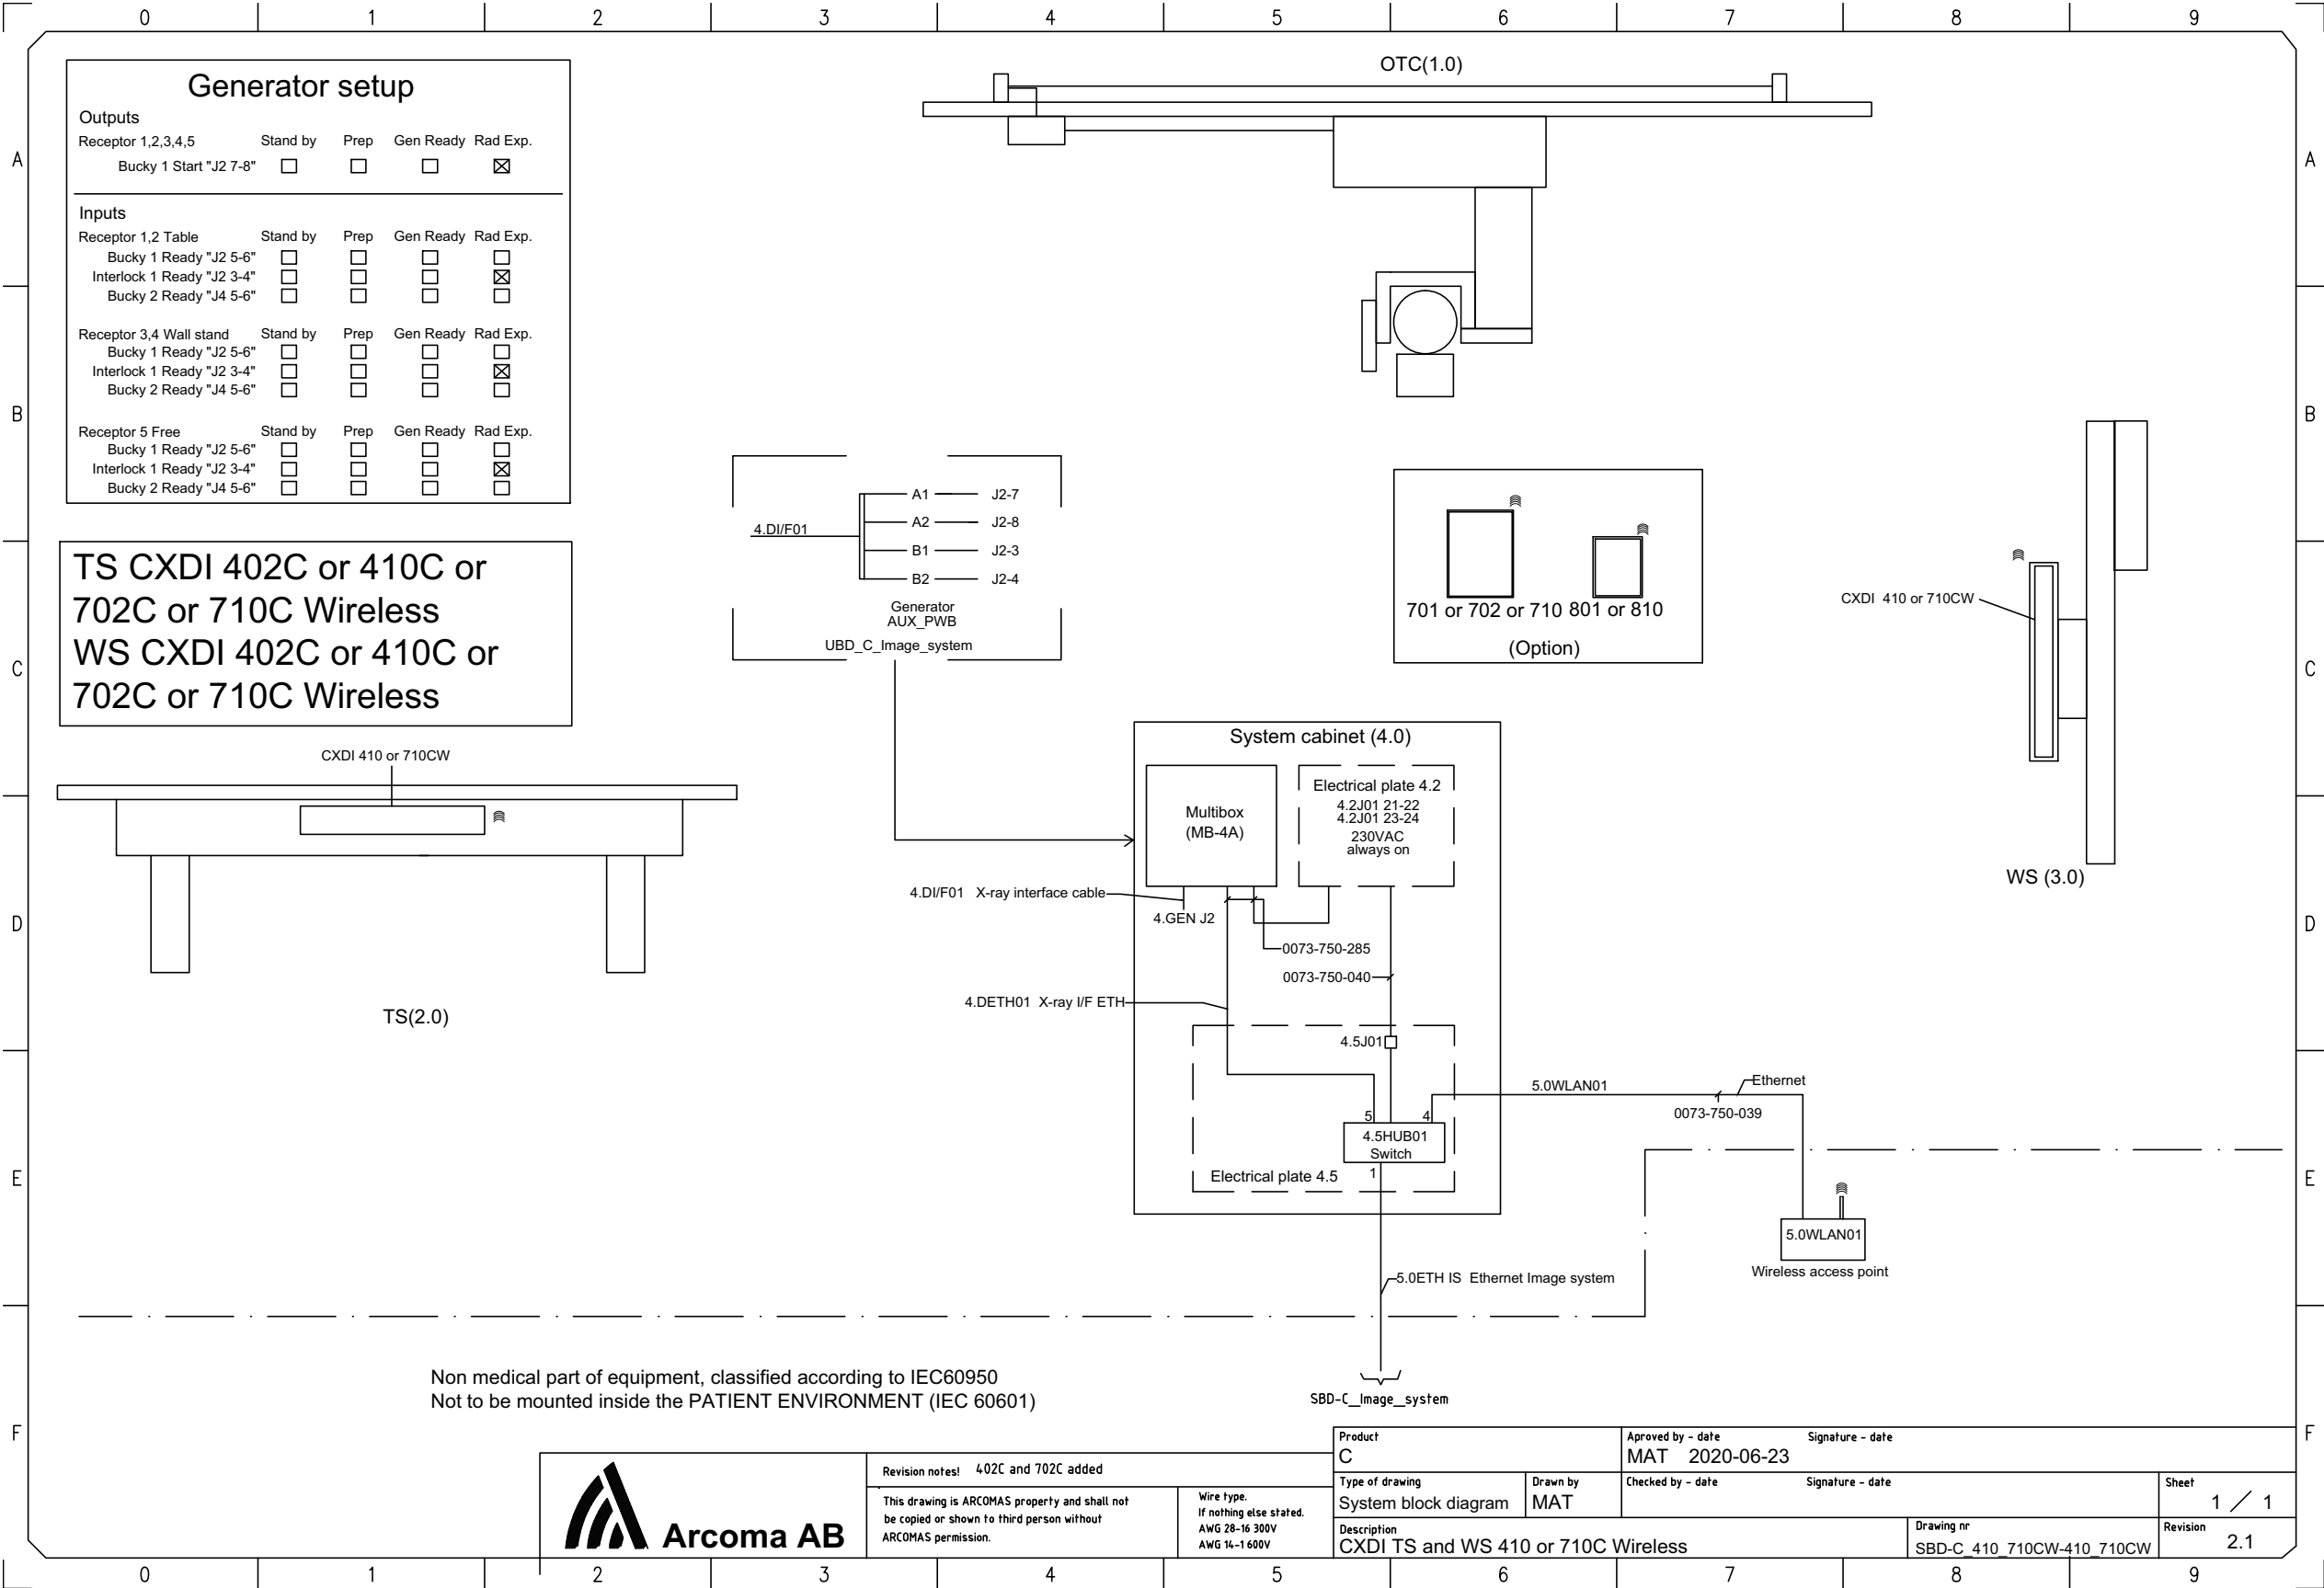 0 1 2 3 4 5 6 7 8 9
A
B
C
D
E
F
A
B
C
D
E
F
Generator setup
Outputs
Receptor 1,2,3,4,5 Stand by Prep Gen Ready Rad Exp.
Bucky 1 Start "J2 7-8"
Inputs
Receptor 1,2 Table Stand by Prep Gen Ready Rad Exp.
Bucky 1 Ready "J2 5-6"
Interlock 1 Ready "J2 3-4"
Bucky 2 Ready "J4 5-6"
Receptor 3,4 Wall stand Stand by Prep Gen Ready Rad Exp.
Bucky 1 Ready "J2 5-6"
Interlock 1 Ready "J2 3-4"
Bucky 2 Ready "J4 5-6"
Receptor 5 Free Stand by Prep Gen Ready Rad Exp.
Bucky 1 Ready "J2 5-6"
Interlock 1 Ready "J2 3-4"
Bucky 2 Ready "J4 5-6"
OTC(1.0)
TS CXDI 402C or 410C or
702C or 710C Wireless
WS CXDI 402C or 410C or
702C or 710C Wireless
4.DI/F01
A1 J2-7
A2 J2-8
B1 J2-3
B2 J2-4
Generator
AUX_PWB
UBD_C_Image_system
701 or 702 or 710 801 or 810
(Option)
CXDI 410 or 710CW
WS (3.0)
CXDI 410 or 710CW
TS(2.0)
System cabinet (4.0)
Multibox
(MB-4A)
Electrical plate 4.2
4.2J01 21-22
4.2J01 23-24
230VAC
always on
4.DI/F01 X-ray interface cable
4.GEN J2
0073-750-285
0073-750-040
4.DETH01 X-ray I/F ETH
4.5J01
5 4
4.5HUB01
Switch
1
Electrical plate 4.5
5.0WLAN01
Ethernet
0073-750-039
5.0WLAN01
Wireless access point
5.0ETH IS Ethernet Image system
SBD-C_Image_system
Non medical part of equipment, classified according to IEC60950
Not to be mounted inside the PATIENT ENVIRONMENT (IEC 60601)
Arcoma AB
Revision notes! 402C and 702C added
This drawing is ARCOMAS property and shall not
be copied or shown to third person without
ARCOMAS permission.
Wire type.
If nothing else stated.
AWG 28-16 300V
AWG 14-1 600V
Product
C
Aproved by - date Signature - date
MAT 2020-06-23
Type of drawing
System block diagram
Drawn by
MAT
Checked by - date Signature - date
Sheet
1 / 1
Description
CXDI TS and WS 410 or 710C Wireless
Drawing nr
SBD-C_410_710CW-410_710CW
Revision
2.1
0 1 2 3 4 5 6 7 8 9